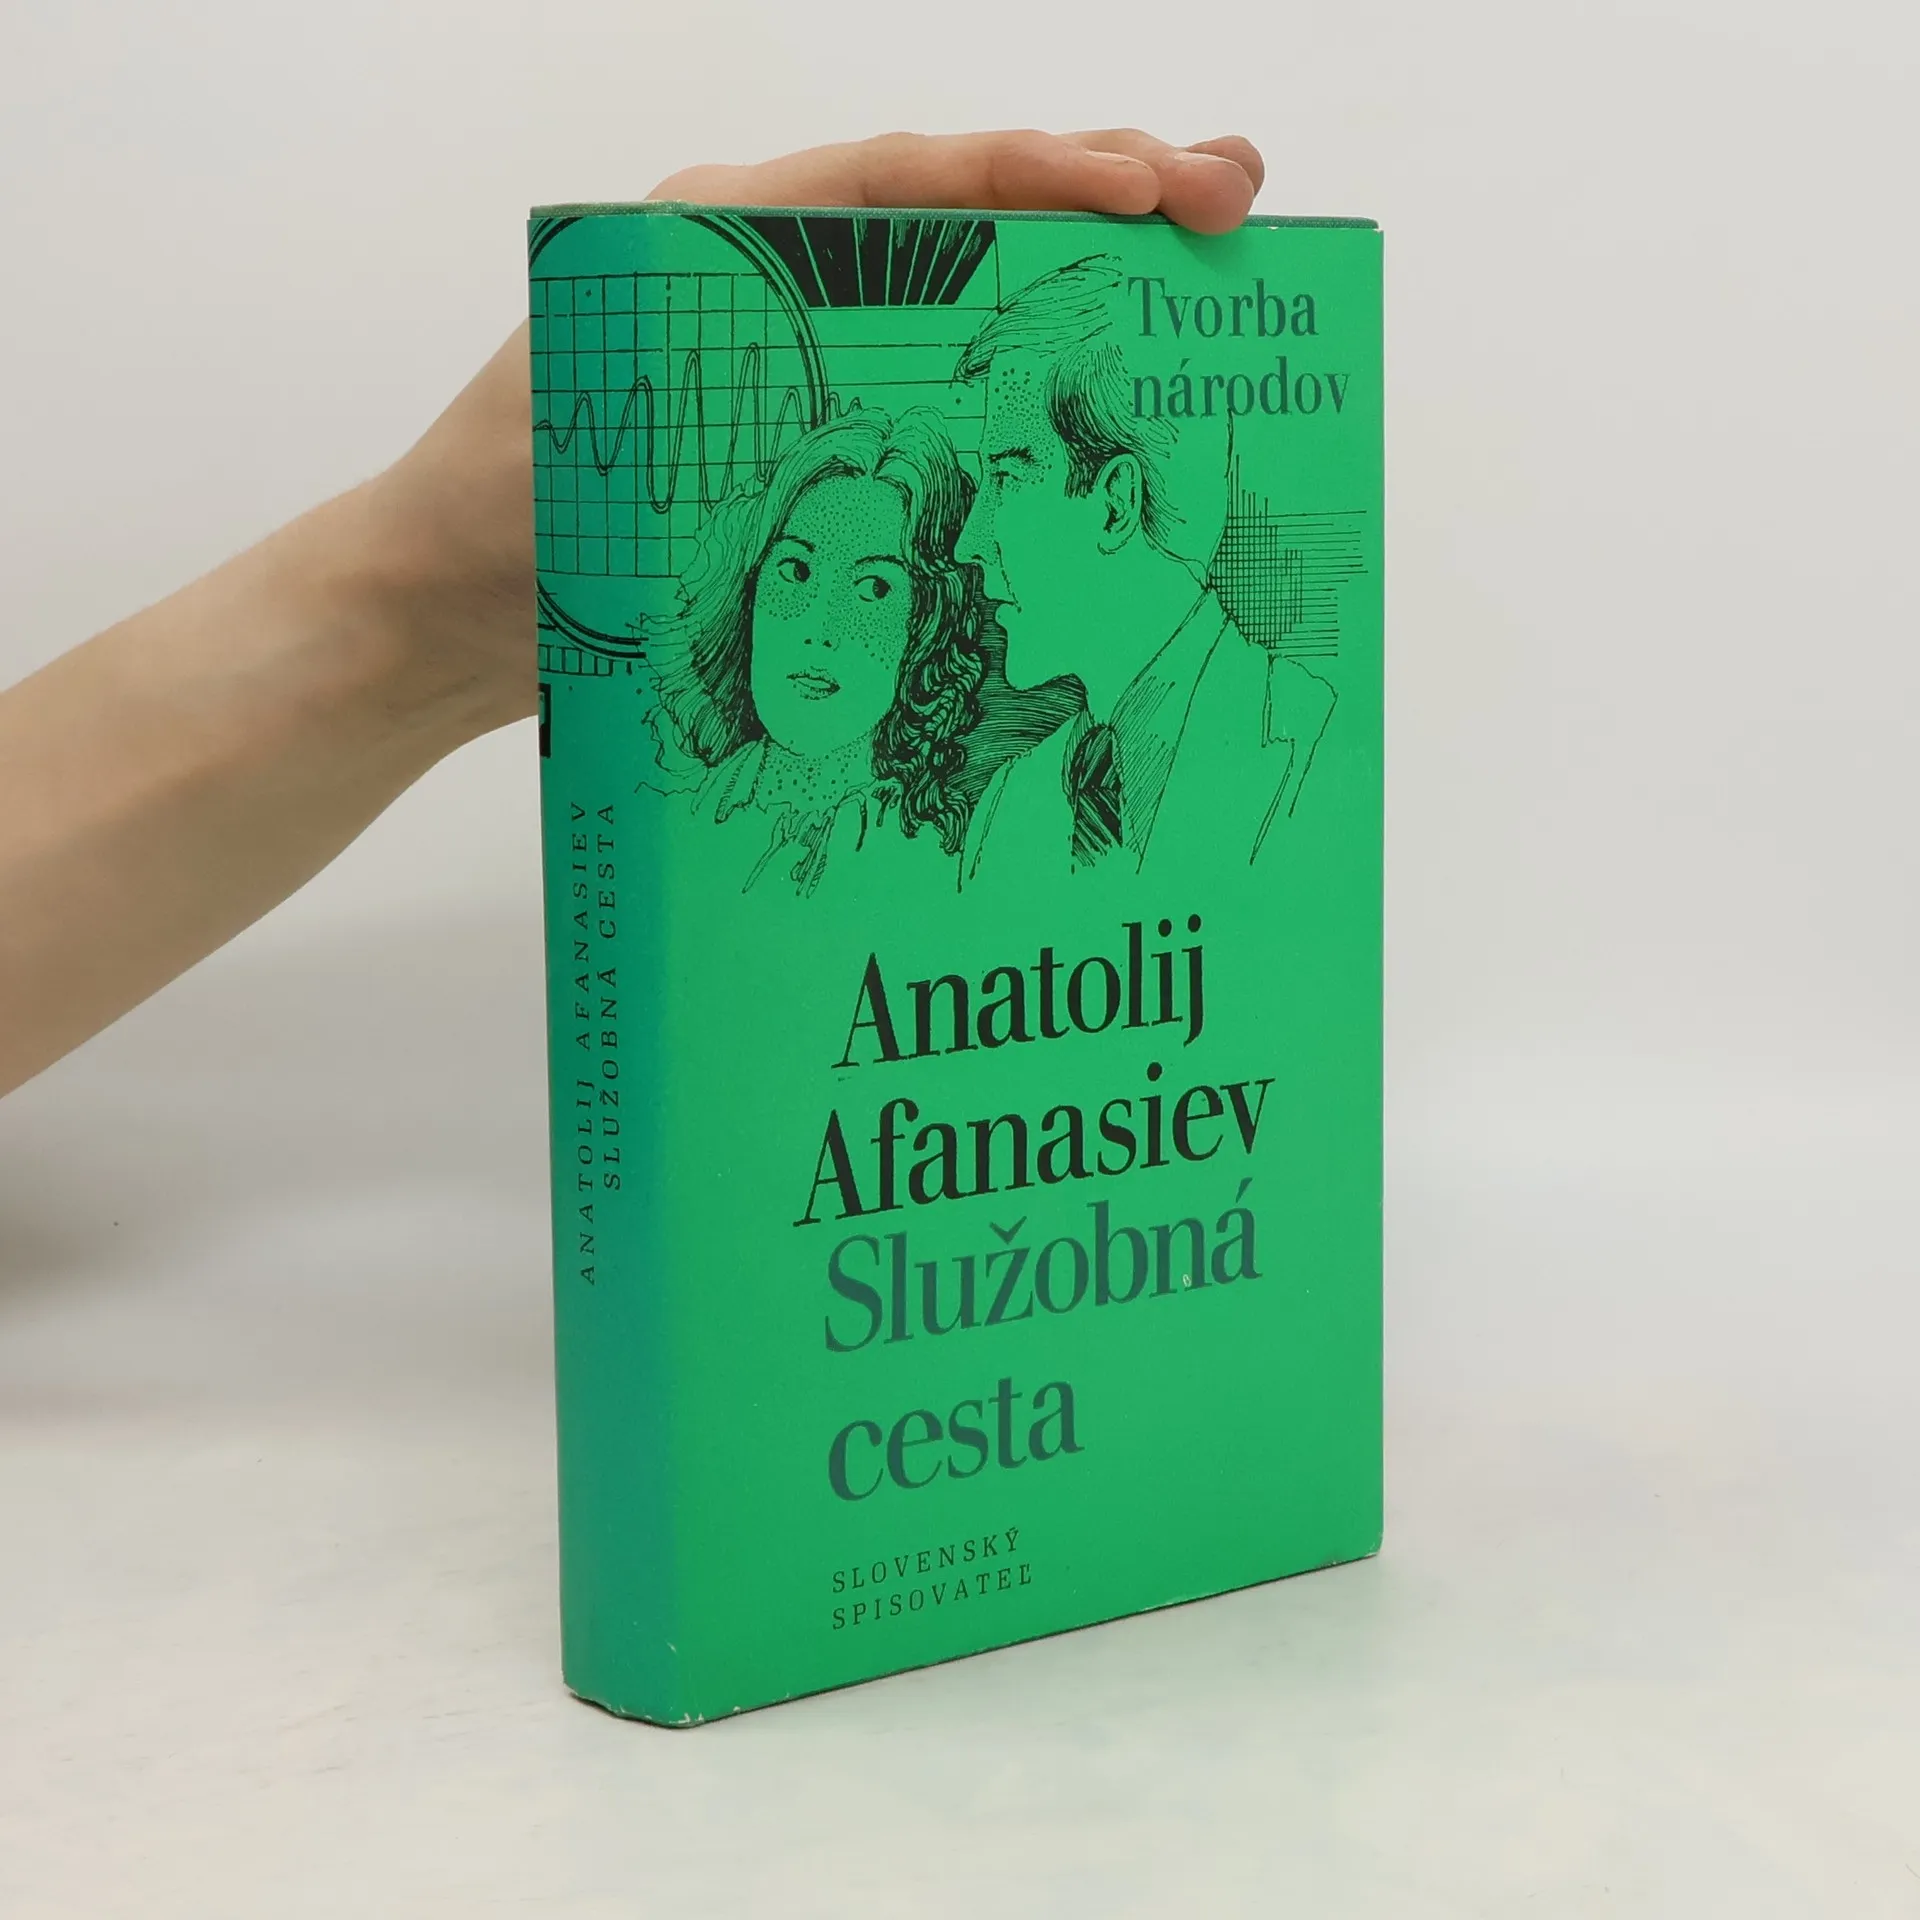 Tvorba
národov
Anatolij
Afanasiev
Služobná
cesta
SLOVENSKÝ
SPISOVATEĽ
ANATOLIJ AFANASIEV
SLUŽOBNÁ CESTA